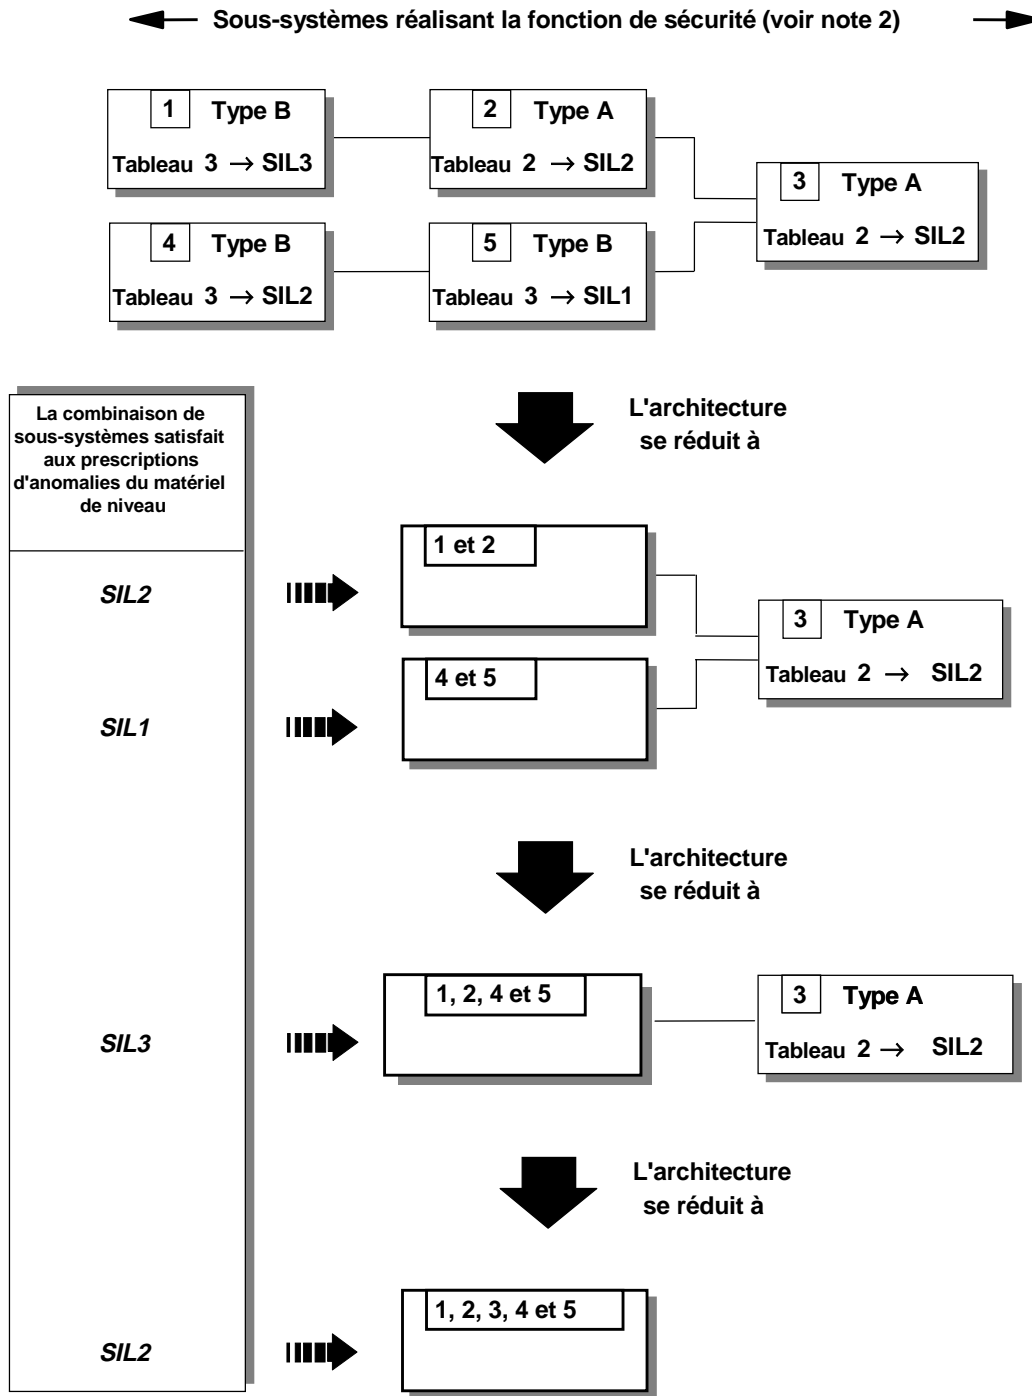 Sous-systèmes réalisant la fonction de sécurité (voir note 2)
1 Type B
Tableau 3 → SIL3
2 Type A
Tableau 2 → SIL2
3 Type A
Tableau 2 → SIL2
4 Type B
Tableau 3 → SIL2
5 Type B
Tableau 3 → SIL1
La combinaison de
sous-systèmes satisfait
aux prescriptions
d'anomalies du matériel
de niveau
L'architecture
se réduit à
SIL2
1 et 2
3 Type A
Tableau 2 → SIL2
SIL1
4 et 5
L'architecture
se réduit à
SIL3
1, 2, 4 et 5
3 Type A
Tableau 2 → SIL2
L'architecture
se réduit à
SIL2
1, 2, 3, 4 et 5